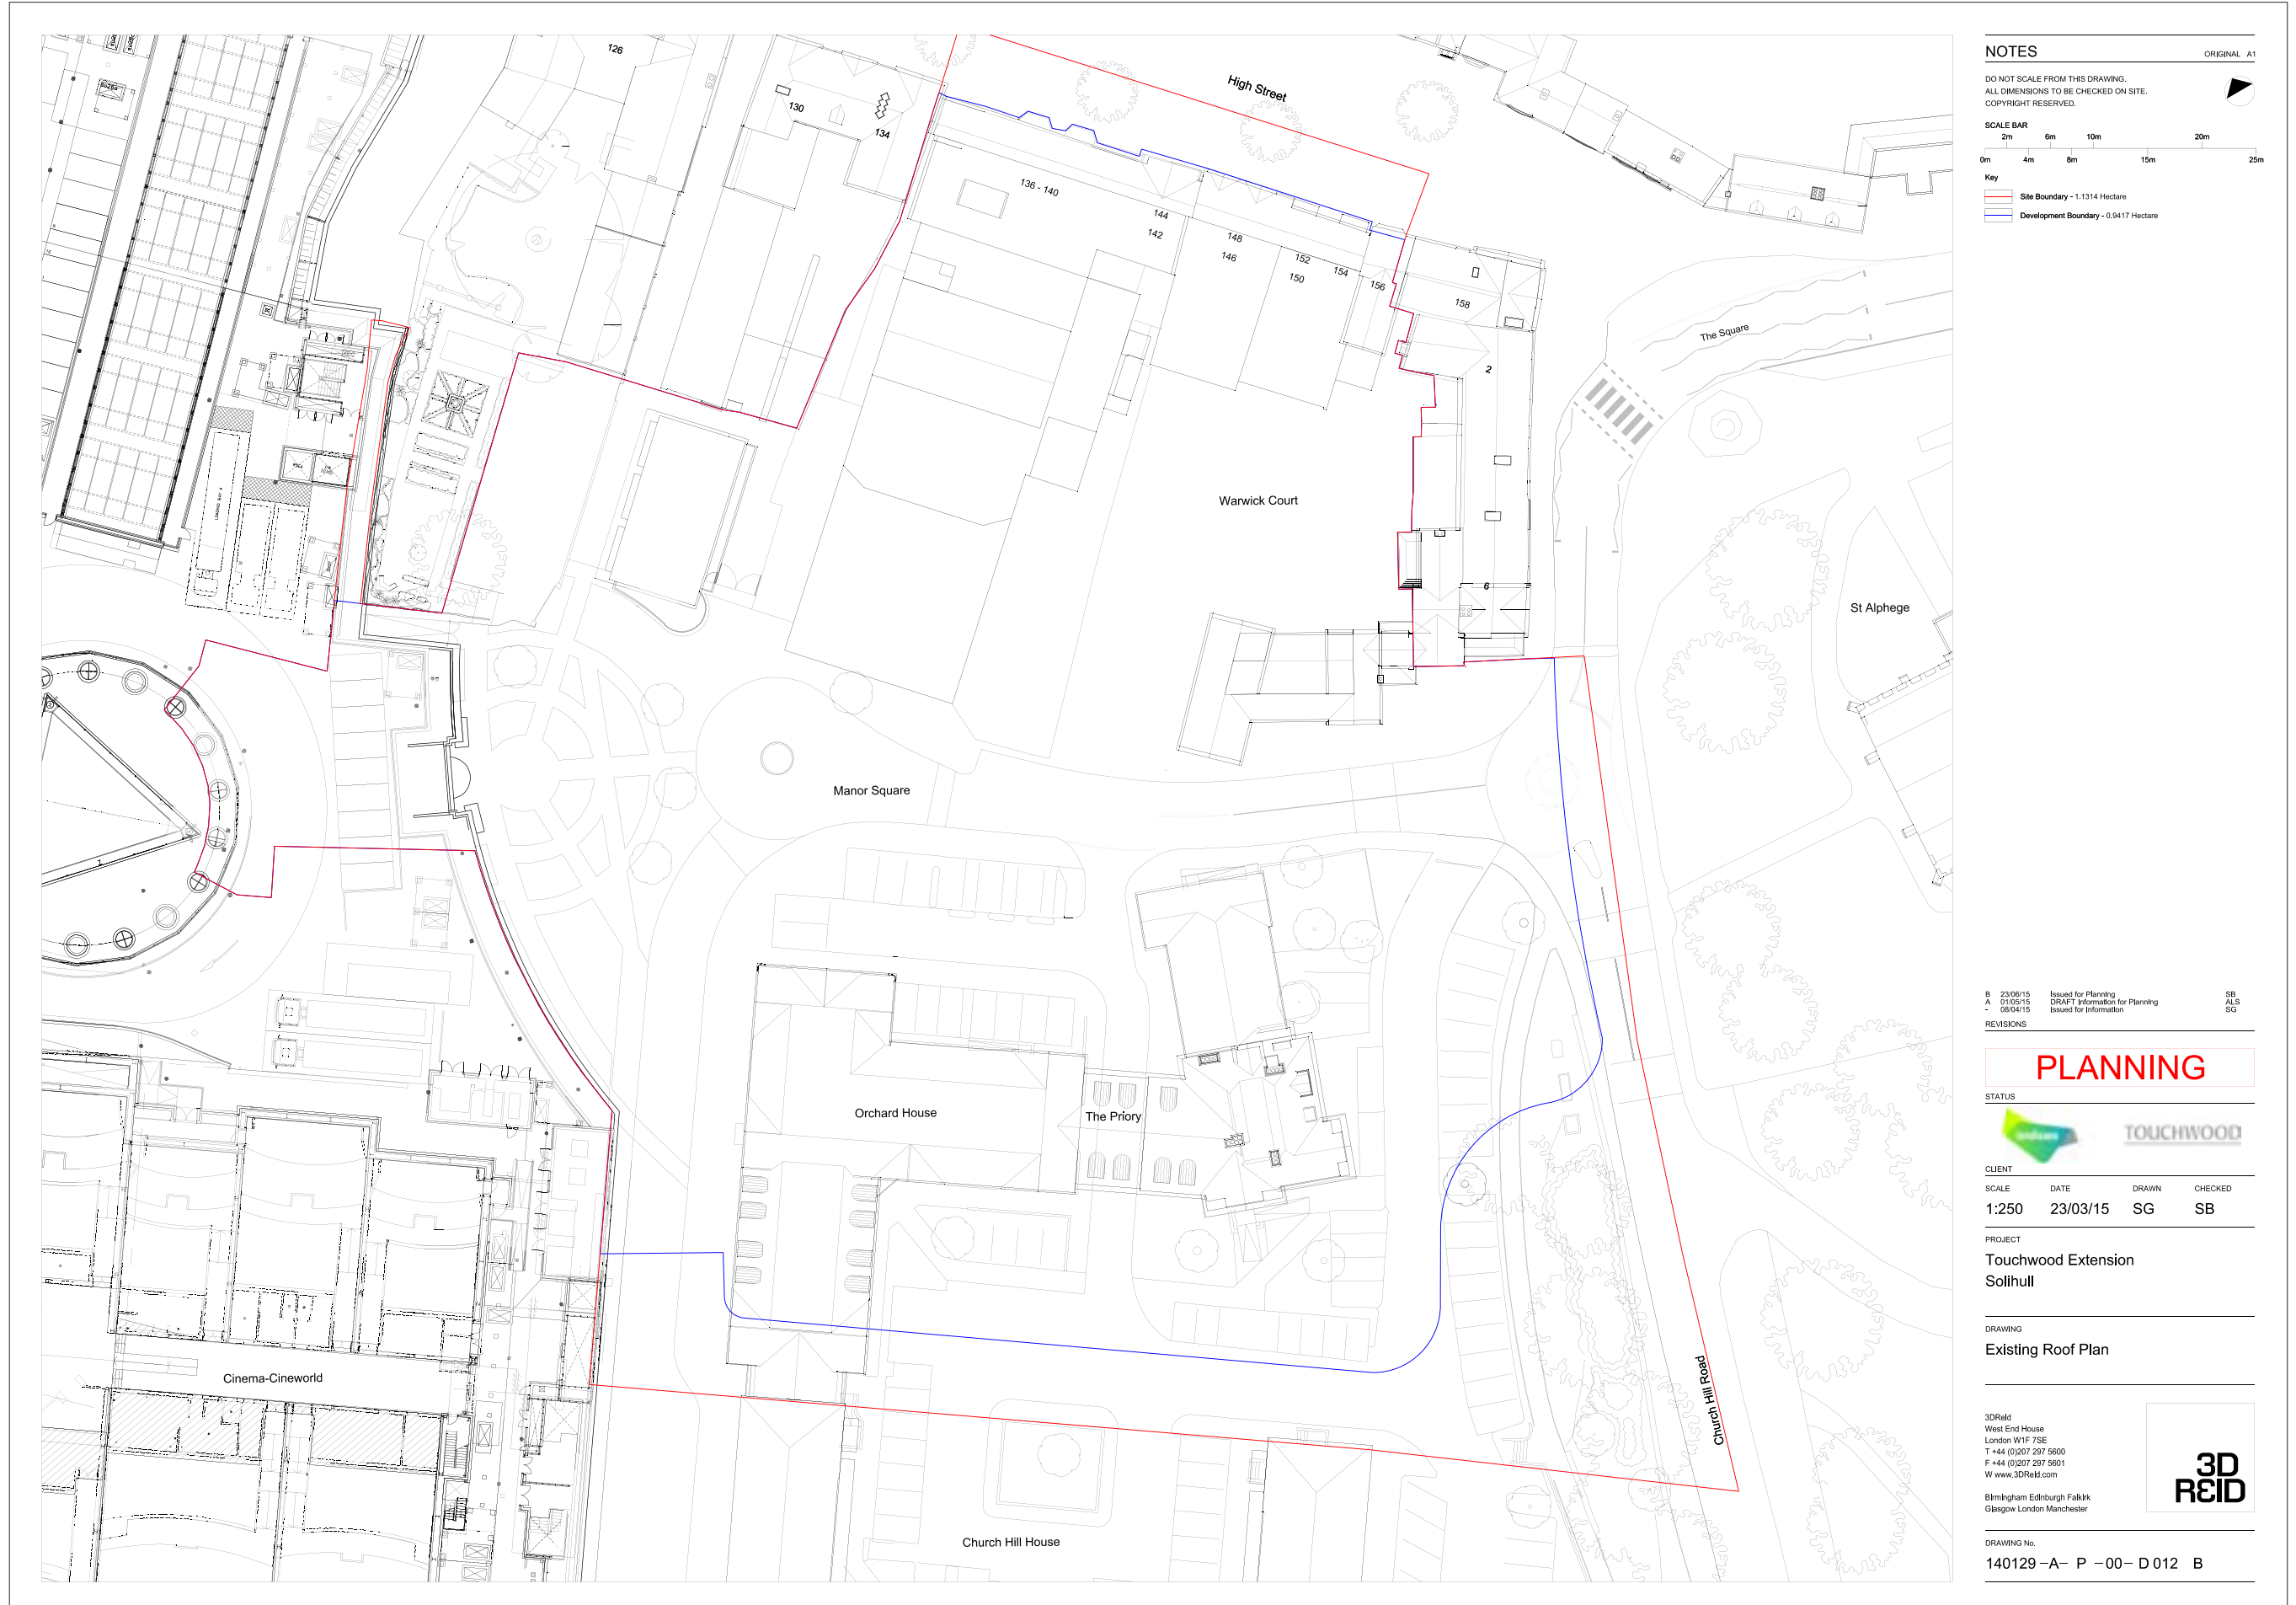 126
130
134
High Street
136 - 140
144
142
148
146
152
150
154
156
158
2
6
The Square
Warwick Court
St Alphege
LOADING BAY 4
Manor Square
Orchard House
The Priory
Cinema-Cineworld
Church Hill House
Church Hill Road
NOTES
ORIGINAL A1
DO NOT SCALE FROM THIS DRAWING.
ALL DIMENSIONS TO BE CHECKED ON SITE.
COPYRIGHT RESERVED.
SCALE BAR
2m 6m 10m 20m
0m 4m 8m 15m 25m
Key
Site Boundary - 1.1314 Hectare
Development Boundary - 0.9417 Hectare
B 23/06/15 Issued for Planning SB
A 01/05/15 DRAFT Information for Planning ALS
- 08/04/15 Issued for Information SG
REVISIONS
PLANNING
STATUS
TOUCHWOOD
CLIENT
SCALE DATE DRAWN CHECKED
1:250 23/03/15 SG SB
PROJECT
Touchwood Extension
Solihull
DRAWING
Existing Roof Plan
3DReid
West End House
London W1F 7SE
T +44 (0)207 297 5600
F +44 (0)207 297 5601
W www.3DReid.com
Birmingham Edinburgh Falkirk
Glasgow London Manchester
3D
REID
DRAWING No.
140129 -A- P -00- D 012 B